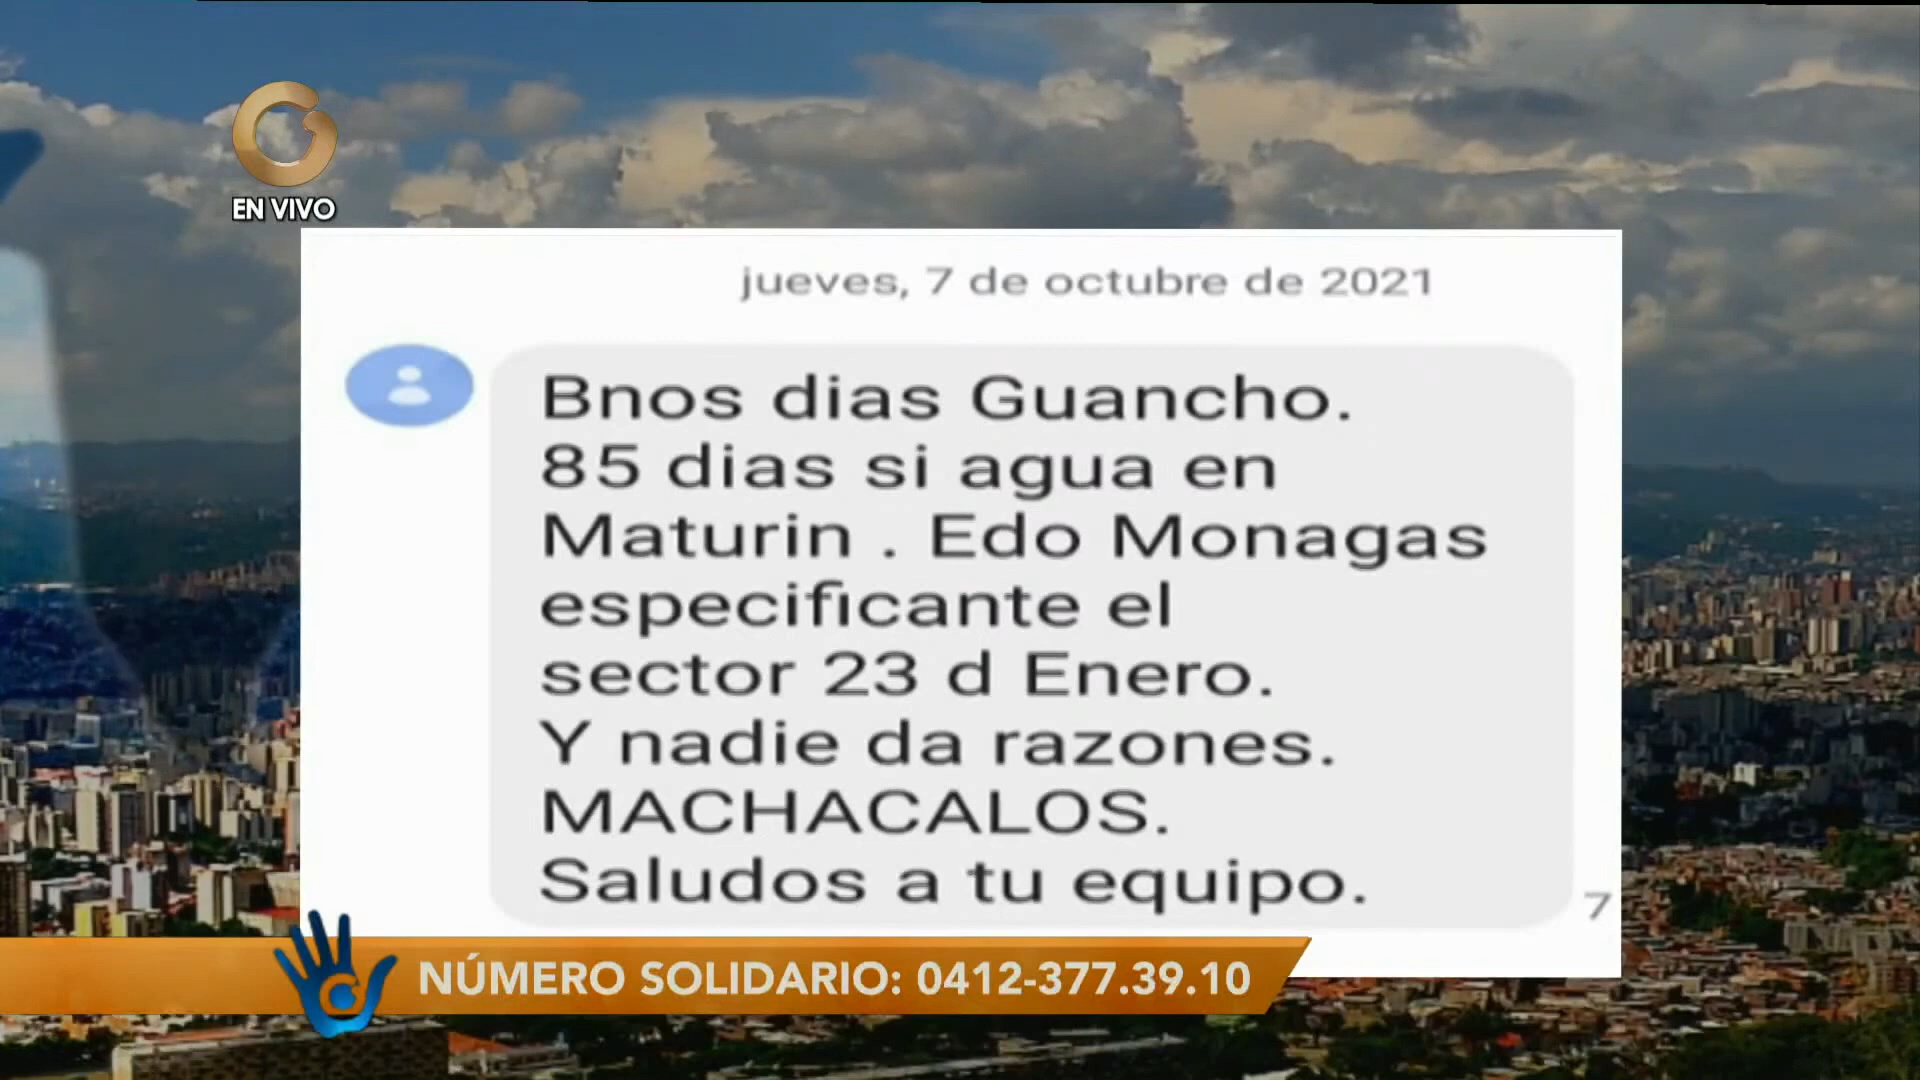 EN VIVO
jueves, 7 de octubre de 2021
Bnos dias Guancho.
85 dias si agua en
Maturin . Edo Monagas
especificante el
sector 23 d Enero.
Y nadie da razones.
MACHACALOS.
Saludos a tu equipo.
7
NÚMERO SOLIDARIO: 0412-377.39.10